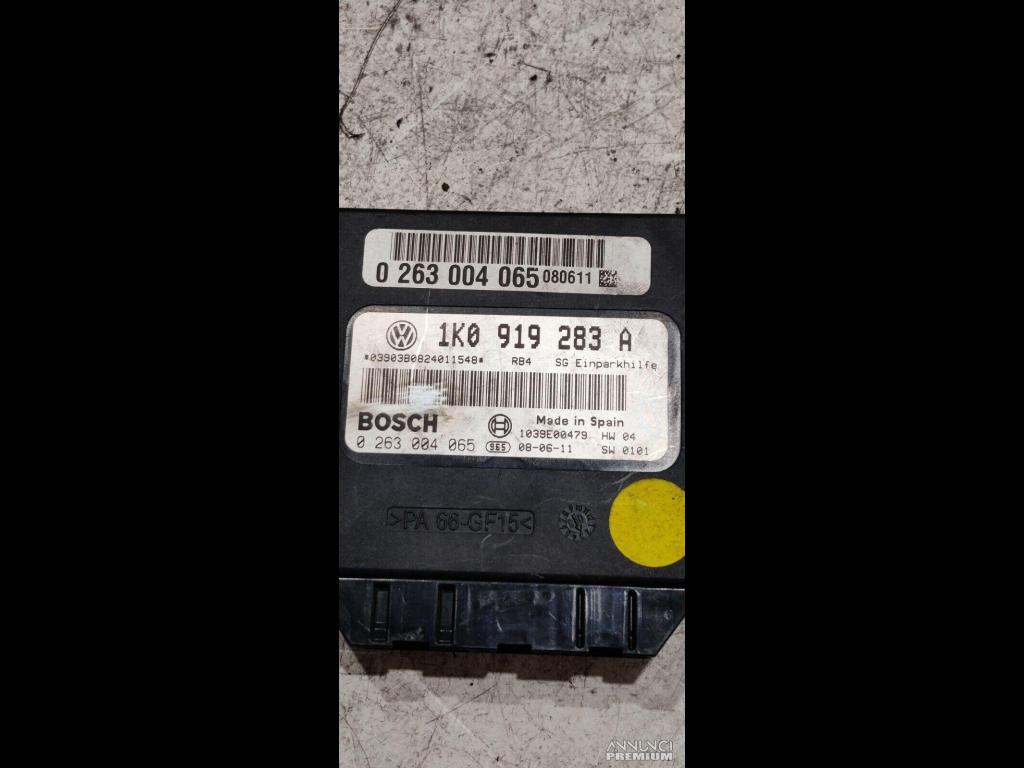 0 263 004 065 080611
1K0 919 283 A
*03903B0824011548* RB4 SG Einparkhilfe
BOSCH
Made in Spain
1039E00479 HW 04
0 263 004 065 965 08-06-11 SW 0101
>PA 66-GF15<
ANNUNCI
PREMIUM